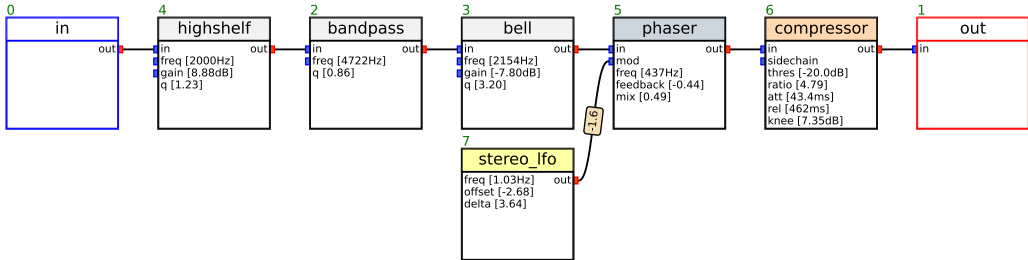 0
in
out
4
highshelf
in out
freq [2000Hz]
gain [8.88dB]
q [1.23]
2
bandpass
in out
freq [4722Hz]
q [0.86]
3
bell
in out
freq [2154Hz]
gain [-7.80dB]
q [3.20]
5
phaser
in out
mod
freq [437Hz]
feedback [-0.44]
mix [0.49]
6
compressor
in out
sidechain
thres [-20.0dB]
ratio [4.79]
att [43.4ms]
rel [462ms]
knee [7.35dB]
1
out
in
-1.6
7
stereo_lfo
freq [1.03Hz] out
offset [-2.68]
delta [3.64]